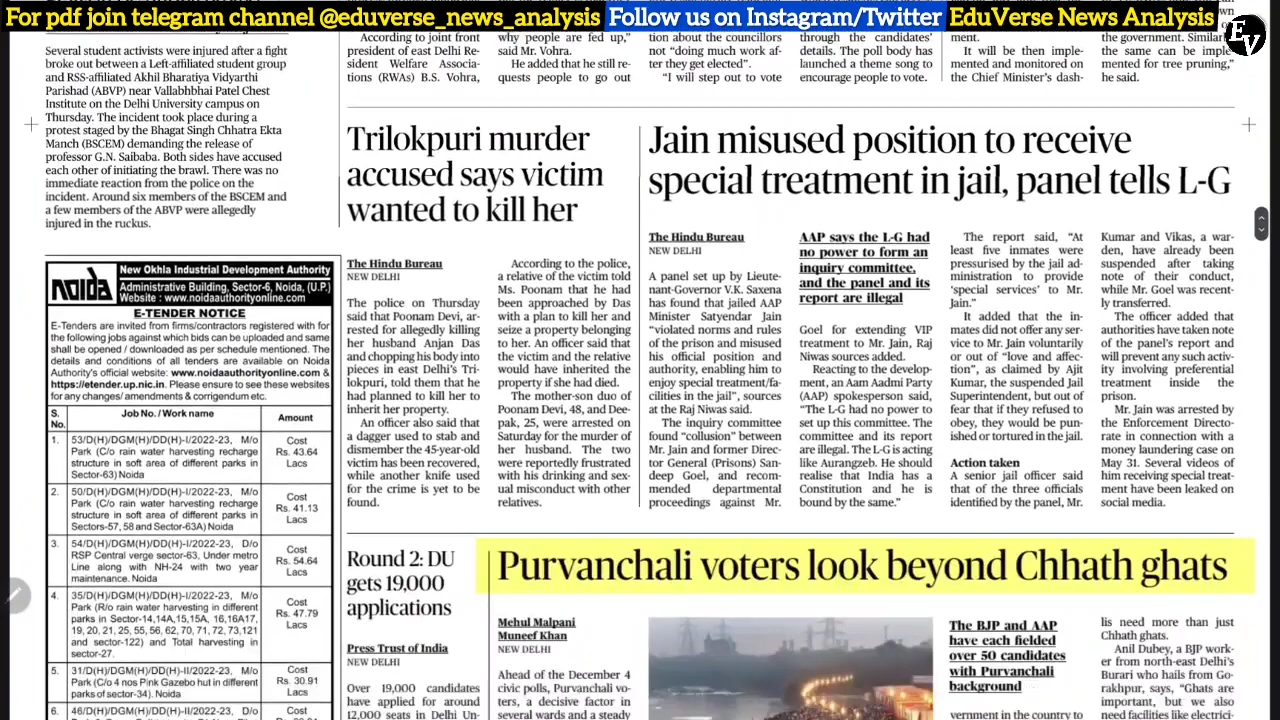 For pdf join telegram channel @eduverse_news_analysis Follow us on Instagram/Twitter EduVerse News Analysis
EV
Several student activists were injured after a fight
broke out between a Left-affiliated student group
and RSS-affiliated Akhil Bharatiya Vidyarthi
Parishad (ABVP) near Vallabhbhai Patel Chest
Institute on the Delhi University campus on
Thursday. The incident took place during a
protest staged by the Bhagat Singh Chhatra Ekta
Manch (BSCEM) demanding the release of
professor G.N. Saibaba. Both sides have accused
each other of initiating the brawl. There was no
immediate reaction from the police on the
incident. Around six members of the BSCEM and
a few members of the ABVP were allegedly
injured in the ruckus.
noida
New Okhla Industrial Development Authority
Administrative Building, Sector-6, Noida, (U.P.)
Website : www.noidaauthorityonline.com
E-TENDER NOTICE
E-Tenders are invited from firms/contractors registered with for
the following jobs against which bids can be uploaded and same
shall be opened / downloaded as per schedule mentioned. The
details and conditions of all tenders are available on Noida
Authority's official website: www.noidaauthorityonline.com &
https://etender.up.nic.in. Please ensure to see these websites
for any changes/ amendments & corrigendum etc.
S. No. Job No. / Work name Amount
1. 53/D(H)/DGM(H)/DD(H)-I/2022-23, M/o
Park (C/o rain water harvesting recharge
structure in soft area of different parks in
Sector-63) Noida
Cost
Rs. 43.64
Lacs
2. 50/D(H)/DGM(H)/DD(H)-I/2022-23, M/o
Park (C/o rain water harvesting recharge
structure in soft area of different parks in
Sectors-57, 58 and Sector-63A) Noida
Cost
Rs. 41.13
Lacs
3. 54/D(H)/DGM(H)/DD(H)-I/2022-23, D/o
RSP Central verge sector-63, Under metro
Line along with NH-24 with two year
maintenance. Noida
Cost
Rs. 54.64
Lacs
4. 35/D(H)/DGM(H)/DD(H)-I/2022-23, M/o
Park (R/o rain water harvesting in different
parks in Sector-14,14A,15,15A, 16,16A17,
19, 20, 21, 25, 55, 56, 62, 70, 71, 72, 73,121
and sector-122) and Total harvesting in
sector-27.
Cost
Rs. 47.79
Lacs
5. 31/D(H)/DGM(H)/DD(H)-II/2022-23, M/o
Park (C/o 4 nos Pink Gazebo hut in different
parks of sector-34). Noida
Cost
Rs. 30.91
Lacs
6. 46/D(H)/DGM(H)/DD(H)-II/2022-23, M/o
According to joint front
president of east Delhi Re-
sident Welfare Associa-
tions (RWAs) B.S. Vohra,
why people are fed up,"
said Mr. Vohra.
He added that he still re-
quests people to go out
tion about the councillors
not "doing much work af-
ter they get elected".
"I will step out to vote
through the candidates'
details. The poll body has
launched a theme song to
encourage people to vote.
ment.
It will be then imple-
mented and monitored on
the Chief Minister's dash-
the government. Similarly,
the same can be imple-
mented for tree pruning,"
he said.
Trilokpuri murder
accused says victim
wanted to kill her
The Hindu Bureau
NEW DELHI
The police on Thursday
said that Poonam Devi, ar-
rested for allegedly killing
her husband Anjan Das
and chopping his body into
pieces in east Delhi's Tri-
lokpuri, told them that he
had planned to kill her to
inherit her property.
An officer also said that
a dagger used to stab and
dismember the 45-year-old
victim has been recovered,
while another knife used
for the crime is yet to be
found.
According to the police,
a relative of the victim told
Ms. Poonam that he had
been approached by Das
with a plan to kill her and
seize a property belonging
to her. An officer said that
the victim and the relative
would have inherited the
property if she had died.
The mother-son duo of
Poonam Devi, 48, and Dee-
pak, 25, were arrested on
Saturday for the murder of
her husband. The two
were reportedly frustrated
with his drinking and sex-
ual misconduct with other
relatives.
Jain misused position to receive
special treatment in jail, panel tells L-G
The Hindu Bureau
NEW DELHI
A panel set up by Lieute-
nant-Governor V.K. Saxena
has found that jailed AAP
Minister Satyendar Jain
"violated norms and rules
of the prison and misused
his official position and
authority, enabling him to
enjoy special treatment/fa-
cilities in the jail", sources
at the Raj Niwas said.
The inquiry committee
found "collusion" between
Mr. Jain and former Direc-
tor General (Prisons) San-
deep Goel, and recom-
mended departmental
proceedings against Mr.
AAP says the L-G had
no power to form an
inquiry committee,
and the panel and its
report are illegal
Goel for extending VIP
treatment to Mr. Jain, Raj
Niwas sources added.
Reacting to the develop-
ment, an Aam Aadmi Party
(AAP) spokesperson said,
"The L-G had no power to
set up this committee. The
committee and its report
are illegal. The L-G is acting
like Aurangzeb. He should
realise that India has a
Constitution and he is
bound by the same."
The report said, "At
least five inmates were
pressurised by the jail ad-
ministration to provide
'special services' to Mr.
Jain."
It added that the in-
mates did not offer any ser-
vice to Mr. Jain voluntarily
or out of "love and affec-
tion", as claimed by Ajit
Kumar, the suspended Jail
Superintendent, but out of
fear that if they refused to
obey, they would be pun-
ished or tortured in the jail.
Action taken
A senior jail officer said
that of the three officials
identified by the panel, Mr.
Kumar and Vikas, a war-
den, have already been
suspended after taking
note of their conduct,
while Mr. Goel was recent-
ly transferred.
The officer added that
authorities have taken note
of the panel's report and
will prevent any such activ-
ity involving preferential
treatment inside the
prison.
Mr. Jain was arrested by
the Enforcement Directo-
rate in connection with a
money laundering case on
May 31. Several videos of
him receiving special treat-
ment have been leaked on
social media.
Round 2: DU
gets 19,000
applications
Press Trust of India
NEW DELHI
Over 19,000 candidates
have applied for around
12,000 seats in Delhi Un-
Purvanchali voters look beyond Chhath ghats
Mehul Malpani
Muneef Khan
NEW DELHI
Ahead of the December 4
civic polls, Purvanchali vo-
ters, a decisive factor in
several wards and a steady
The BJP and AAP
have each fielded
over 50 candidates
with Purvanchali
background
vernment in the country to
lis need more than just
Chhath ghats.
Anil Dubey, a BJP work-
er from north-east Delhi's
Burari who hails from Go-
rakhpur, says, "Ghats are
important, but we also
need facilities like electrici-